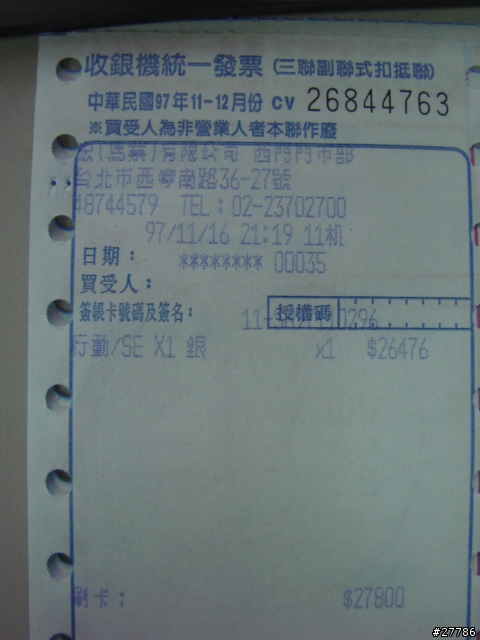 收銀機統一發票 (三聯副聯式扣抵聯)
中華民國97年11-12月份 CV 26844763
※買受人為非營業人者本聯作廢
有限公司 西門門市部
台北市西寧南路36-27號
48744579 TEL:02-23702700
97/11/16 21:19 11机
日期: ******** 00035
買受人:
簽帳卡號碼及簽名: 授權碼
行動/SE X1 銀 x1 $26476
刷卡: $27800
#27786